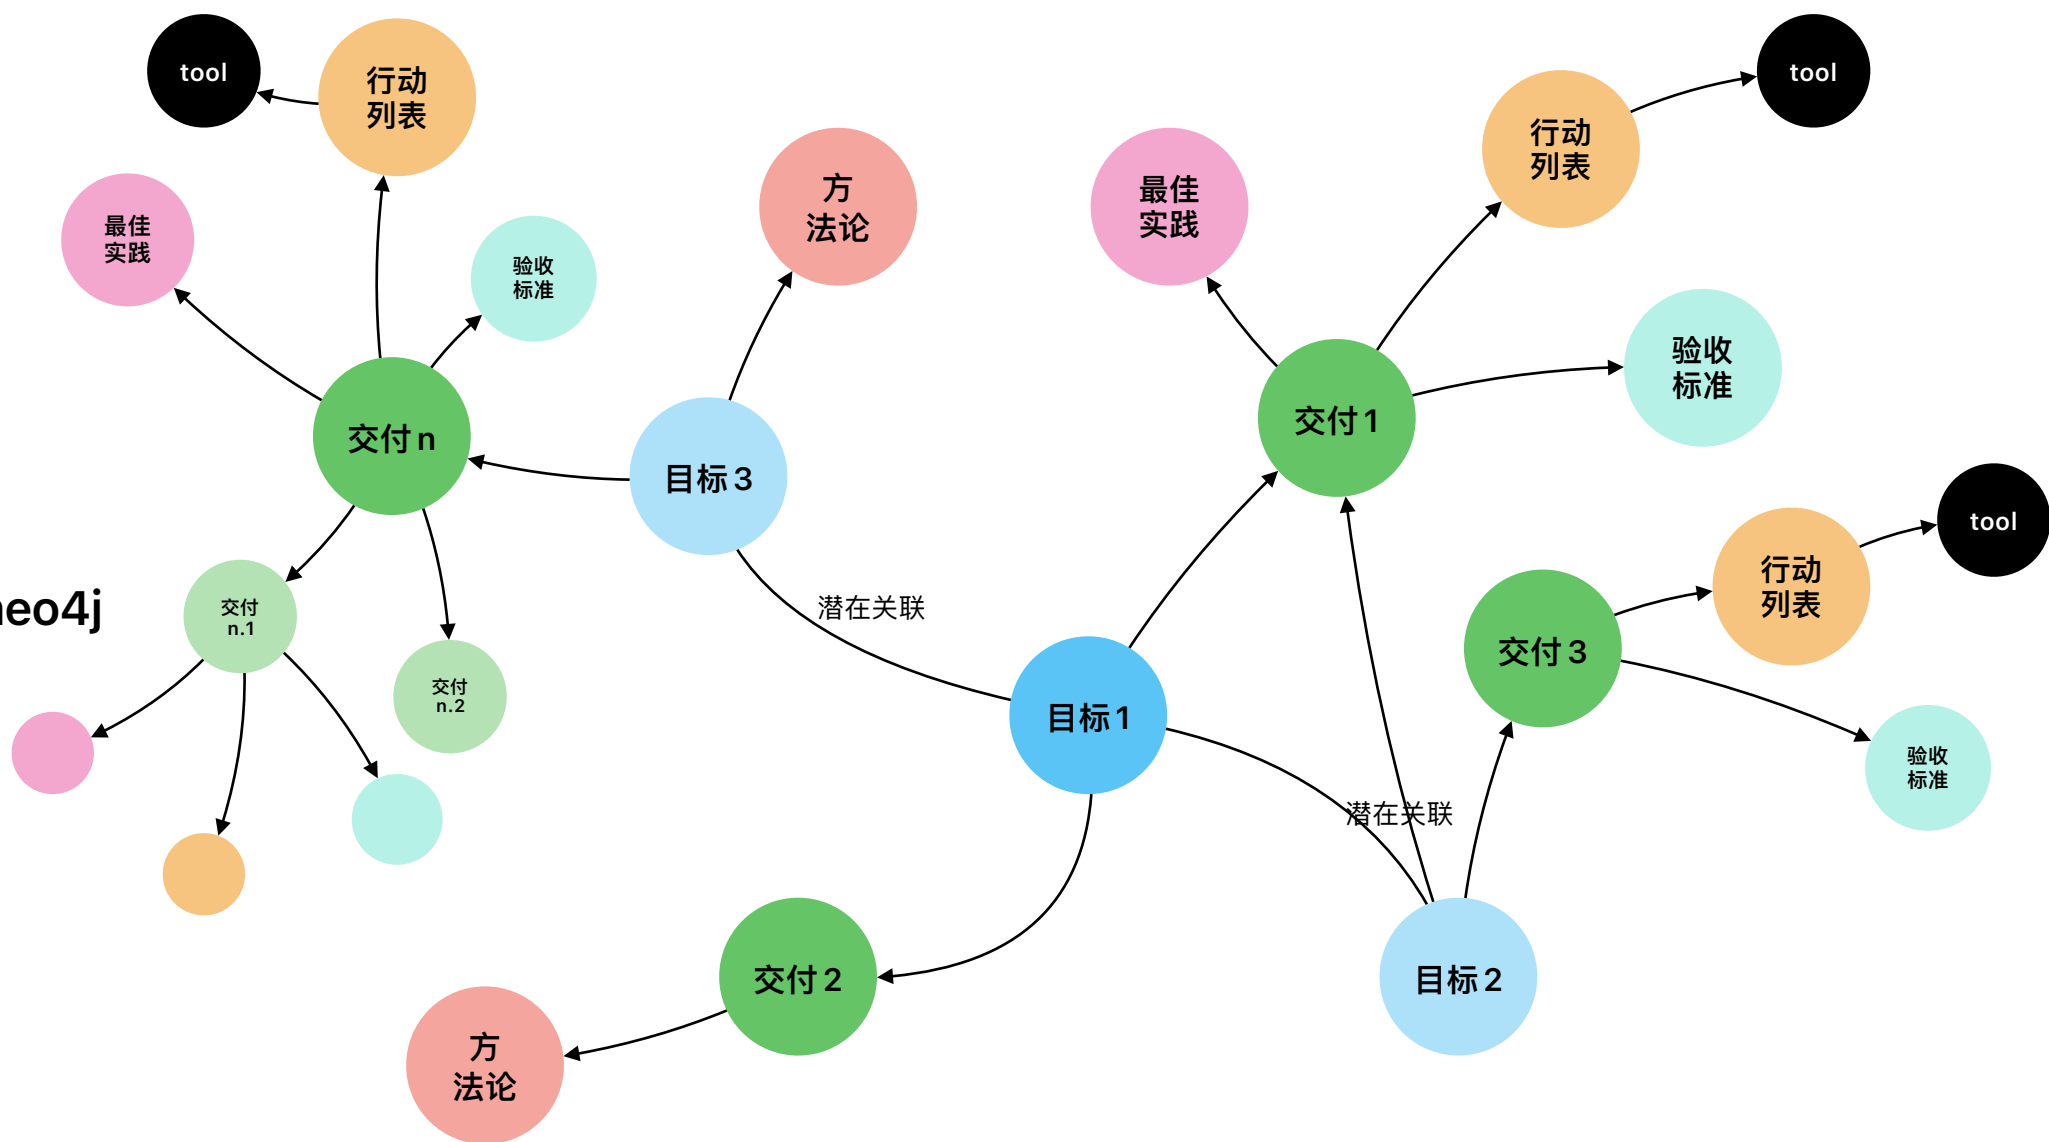 tool
行动
列表
tool
行动
列表
方
法论
最佳
实践
最佳
实践
验收
标准
验收
标准
交付1
交付n
目标3
tool
行动
列表
交付
n.1
eo4j
潜在关联
交付3
交付
n.2
目标1
验收
标准
潜在关联
交付2
目标2
方
法论